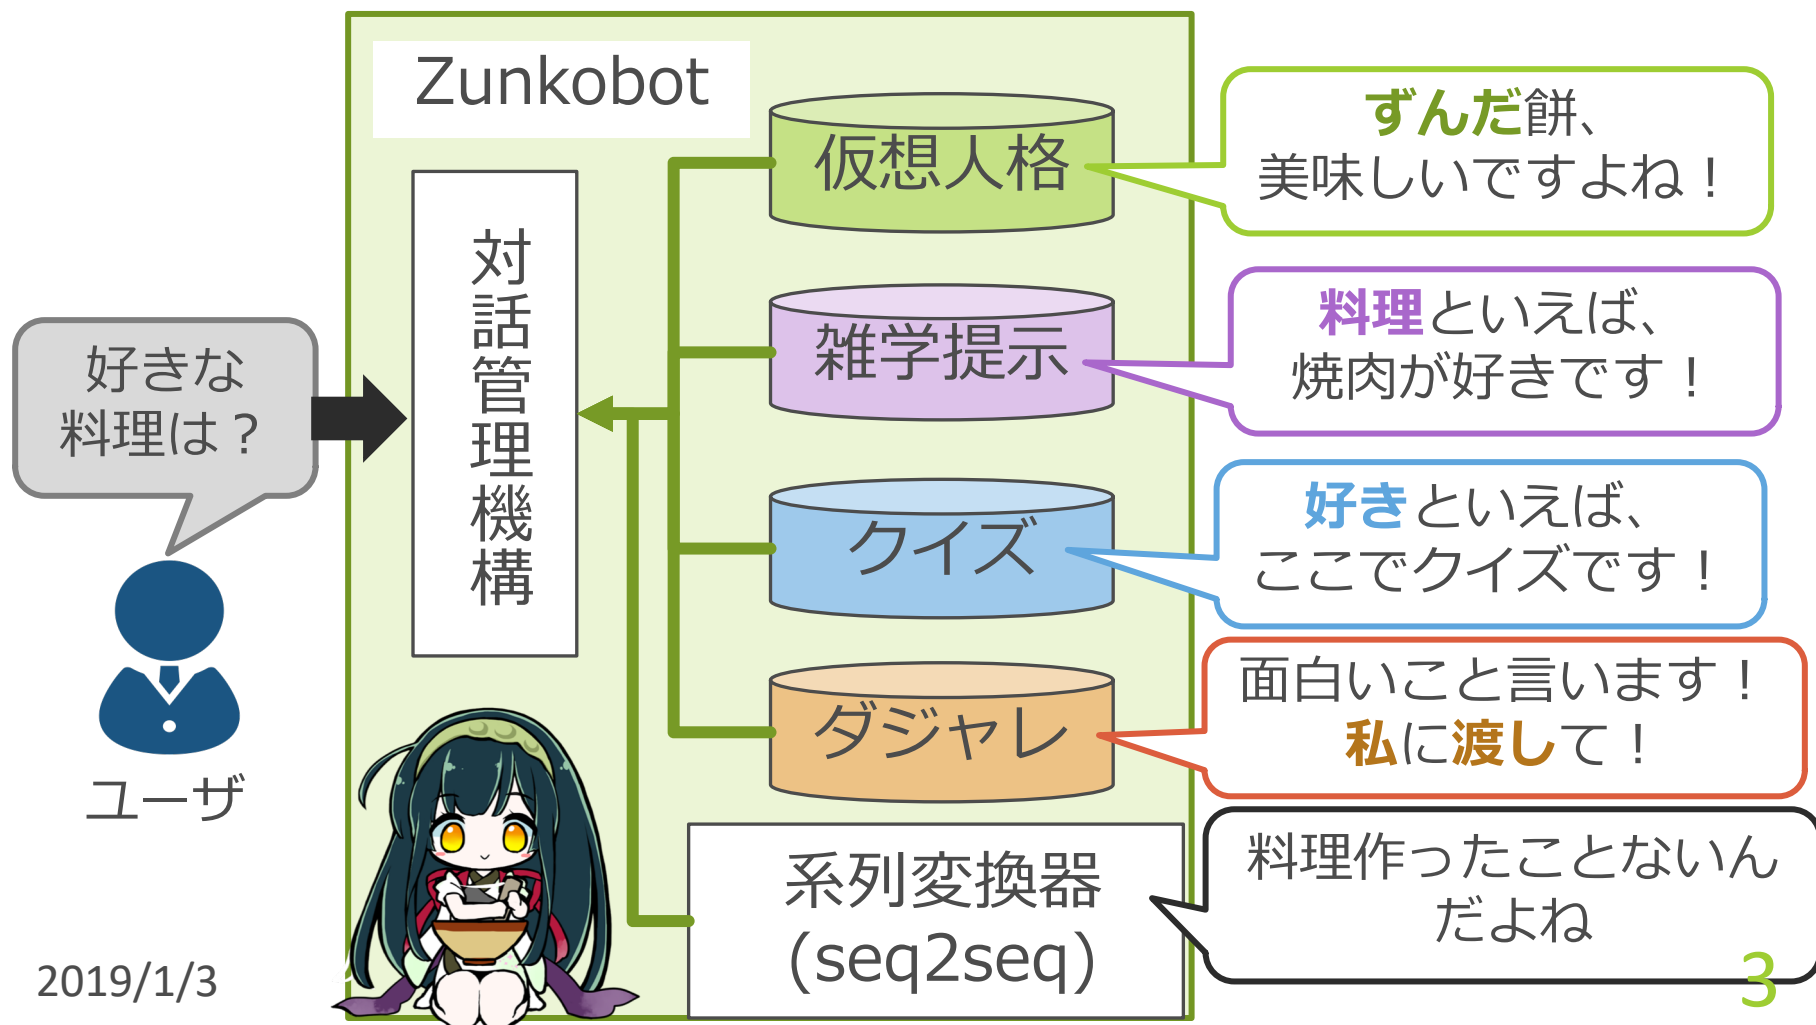 Zunkobot
対話管理機構
好きな
料理は？
ユーザ
仮想人格
ずんだ餅、
美味しいですよね！
雑学提示
料理といえば、
焼肉が好きです！
クイズ
好きといえば、
ここでクイズです！
ダジャレ
面白いこと言います！
私に渡して！
系列変換器
(seq2seq)
料理作ったことないん
だよね
2019/1/3
3